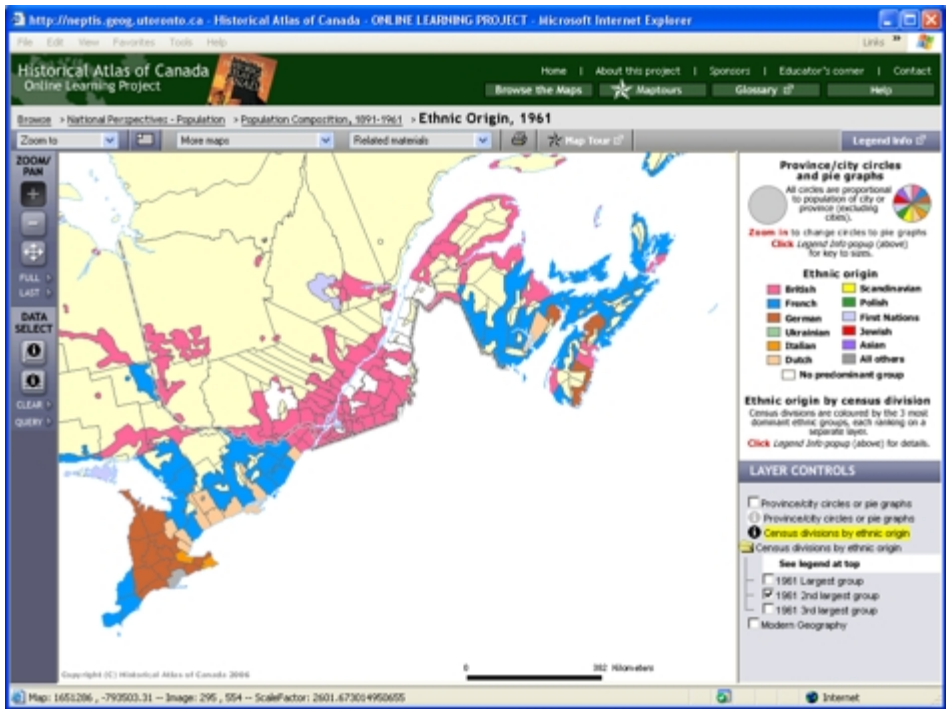 http://neptis.geog.utoronto.ca - Historical Atlas of Canada - ONLINE LEARNING PROJECT - Microsoft Internet Explorer
File Edit View Favorites Tools Help Links »
Historical Atlas of Canada
Online Learning Project
Home | About this project | Sponsors | Educator's corner | Contact
Browse the Maps Maptours Glossary Help
Browse > National Perspectives - Population > Population Composition, 1891-1961 > Ethnic Origin, 1961
Zoom to More maps Related materials Map Tour Legend Info
ZOOM/
PAN
FULL
LAST
DATA
SELECT
CLEAR
QUERY
Province/city circles
and pie graphs
All circles are proportional
to population of city or
province (excluding
cities).
Zoom in to change circles to pie graphs
Click Legend Info popup (above)
for key to sizes.
Ethnic origin
British Scandinavian
French Polish
German First Nations
Ukrainian Jewish
Italian Asian
Dutch All others
No predominant group
Ethnic origin by census division
Census divisions are coloured by the 3 most
dominant ethnic groups, each ranking on a
separate layer.
Click Legend Info popup (above) for details.
LAYER CONTROLS
Province/city circles or pie graphs
Province/city circles or pie graphs
Census divisions by ethnic origin
Census divisions by ethnic origin
See legend at top
1961 Largest group
1961 2nd largest group
1961 3rd largest group
Modern Geography
0 302 Kilometers
Copyright (C) Historical Atlas of Canada 2006
Map: 1651286 , -793503.31 -- Image: 295 , 554 -- ScaleFactor: 2601.673014950655
Internet